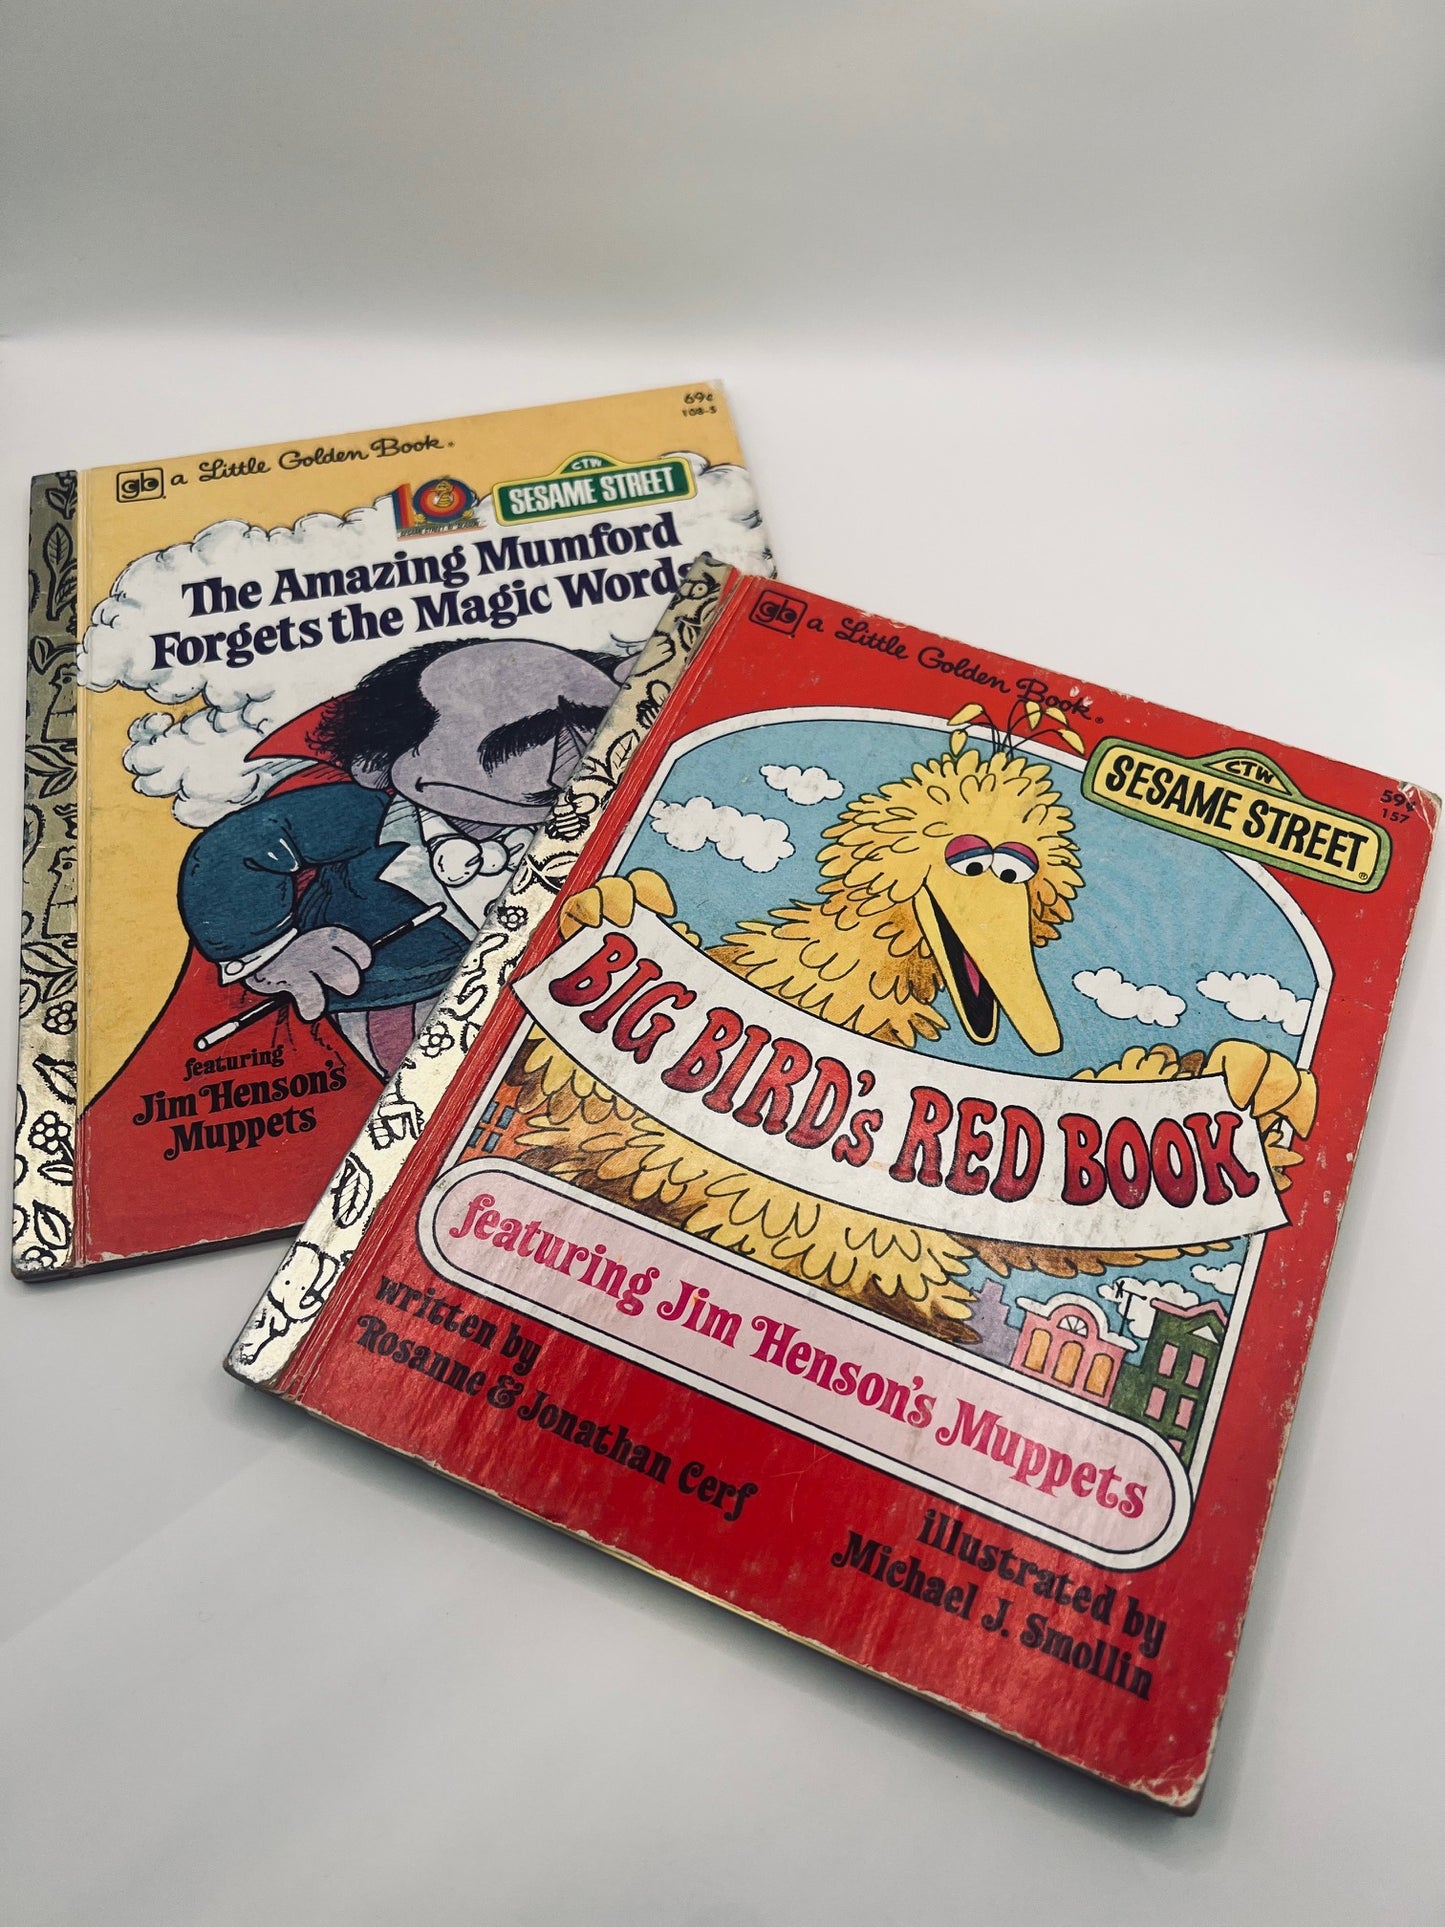 gb a Little Golden Book®
69¢
108-5
10
CTW
SESAME STREET
The Amazing Mumford
Forgets the Magic Words
featuring
Jim Henson's
Muppets
gb a Little Golden Book®
CTW
SESAME STREET®
59¢
157
BIG BIRD'S RED BOOK
featuring Jim Henson's Muppets
written by
Rosanne & Jonathan Cerf
illustrated by
Michael J. Smollin